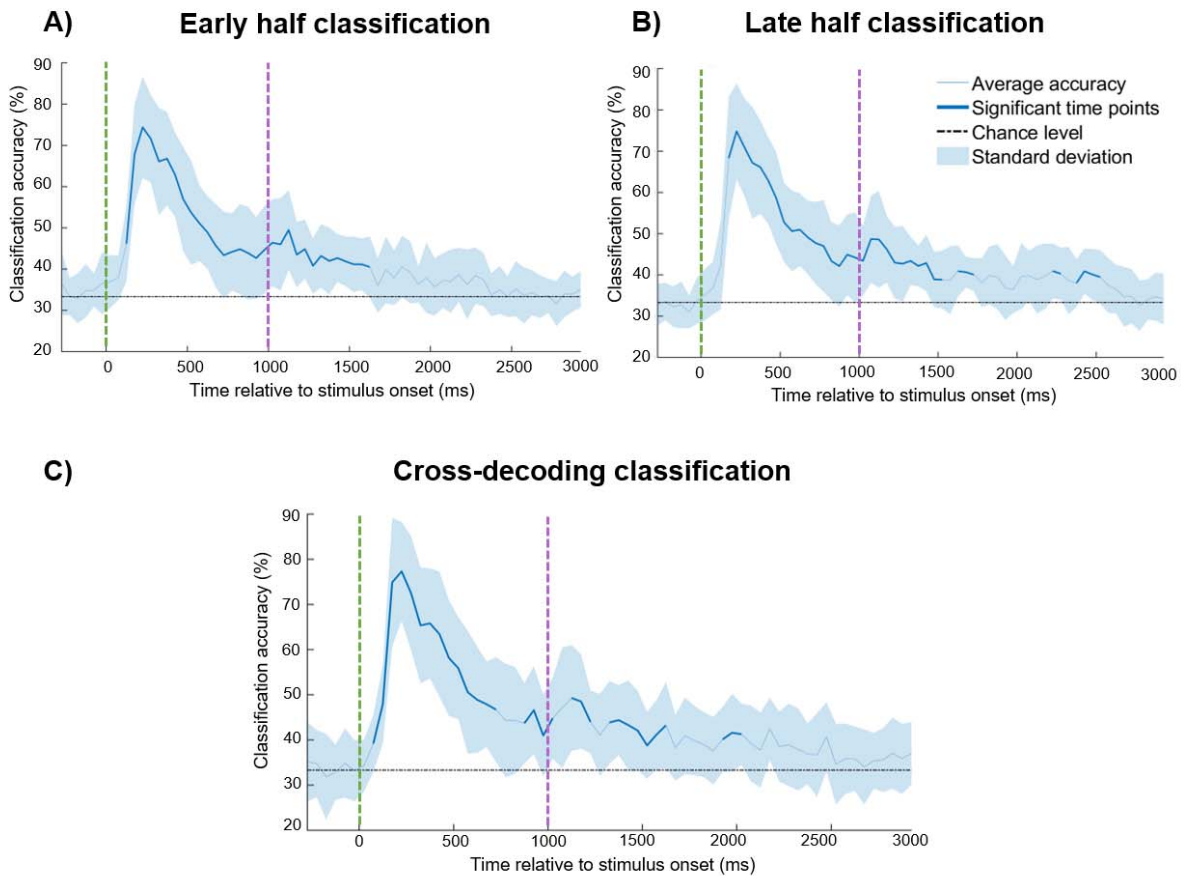 A)
Early half classification
Classification accuracy (%)
90
80
70
60
50
40
30
20
0
500
1000
1500
2000
2500
3000
Time relative to stimulus onset (ms)
B)
Late half classification
Classification accuracy (%)
90
80
70
60
50
40
30
20
0
500
1000
1500
2000
2500
3000
Time relative to stimulus onset (ms)
Average accuracy
Significant time points
Chance level
Standard deviation
C)
Cross-decoding classification
Classification accuracy (%)
90
80
70
60
50
40
30
20
0
500
1000
1500
2000
2500
3000
Time relative to stimulus onset (ms)